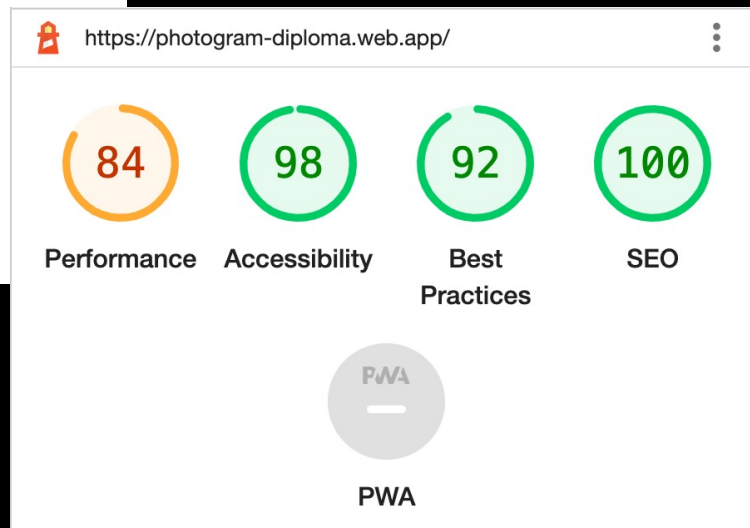 https://photogram-diploma.web.app/
84 98 92 100
Performance Accessibility Best Practices SEO
PWA
PWA